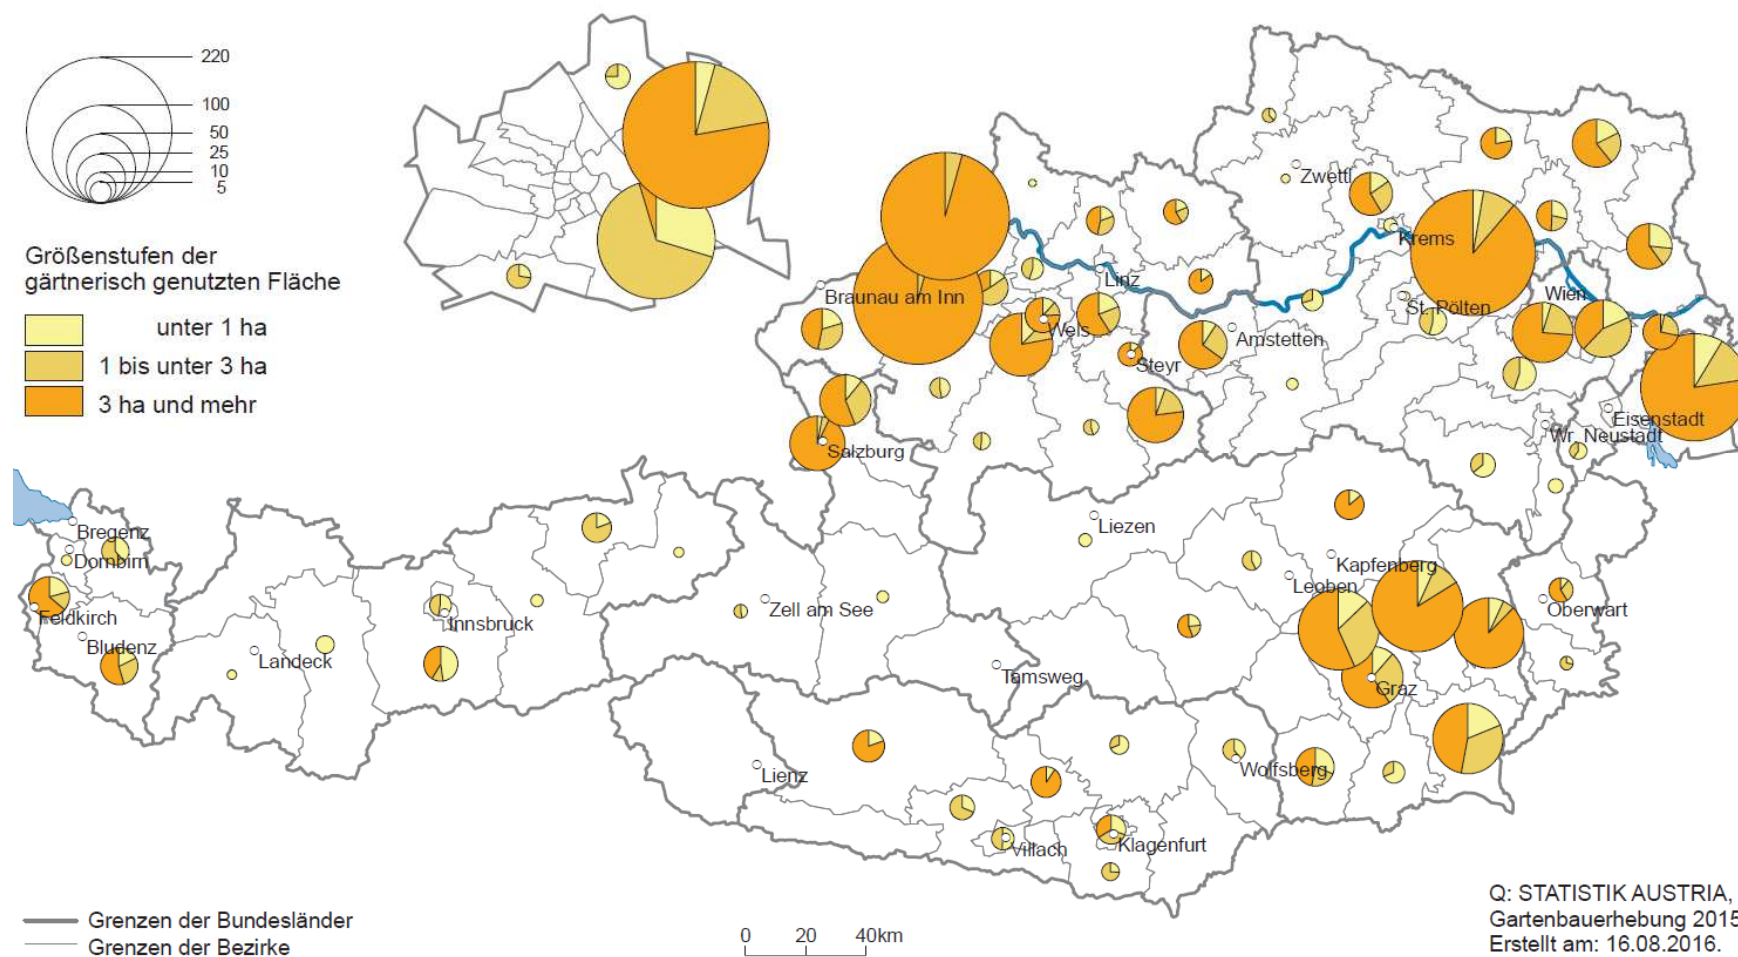 220
100
50
25
10
5
Größenstufen der
gärtnerisch genutzten Fläche
unter 1 ha
1 bis unter 3 ha
3 ha und mehr
Zwettl
Krems
Linz
Braunau am Inn
Wien
St. Pölten
Wels
Amstetten
Steyr
Eisenstadt
Wr. Neustadt
Salzburg
Liezen
Bregenz
Dornbirn
Kapfenberg
Leoben
Zell am See
Oberwart
Feldkirch
Innsbruck
Bludenz
Landeck
Tamsweg
Graz
Lienz
Wolfsberg
Klagenfurt
Villach
Grenzen der Bundesländer
Grenzen der Bezirke
0 20 40km
Q: STATISTIK AUSTRIA,
Gartenbauerhebung 2015
Erstellt am: 16.08.2016.